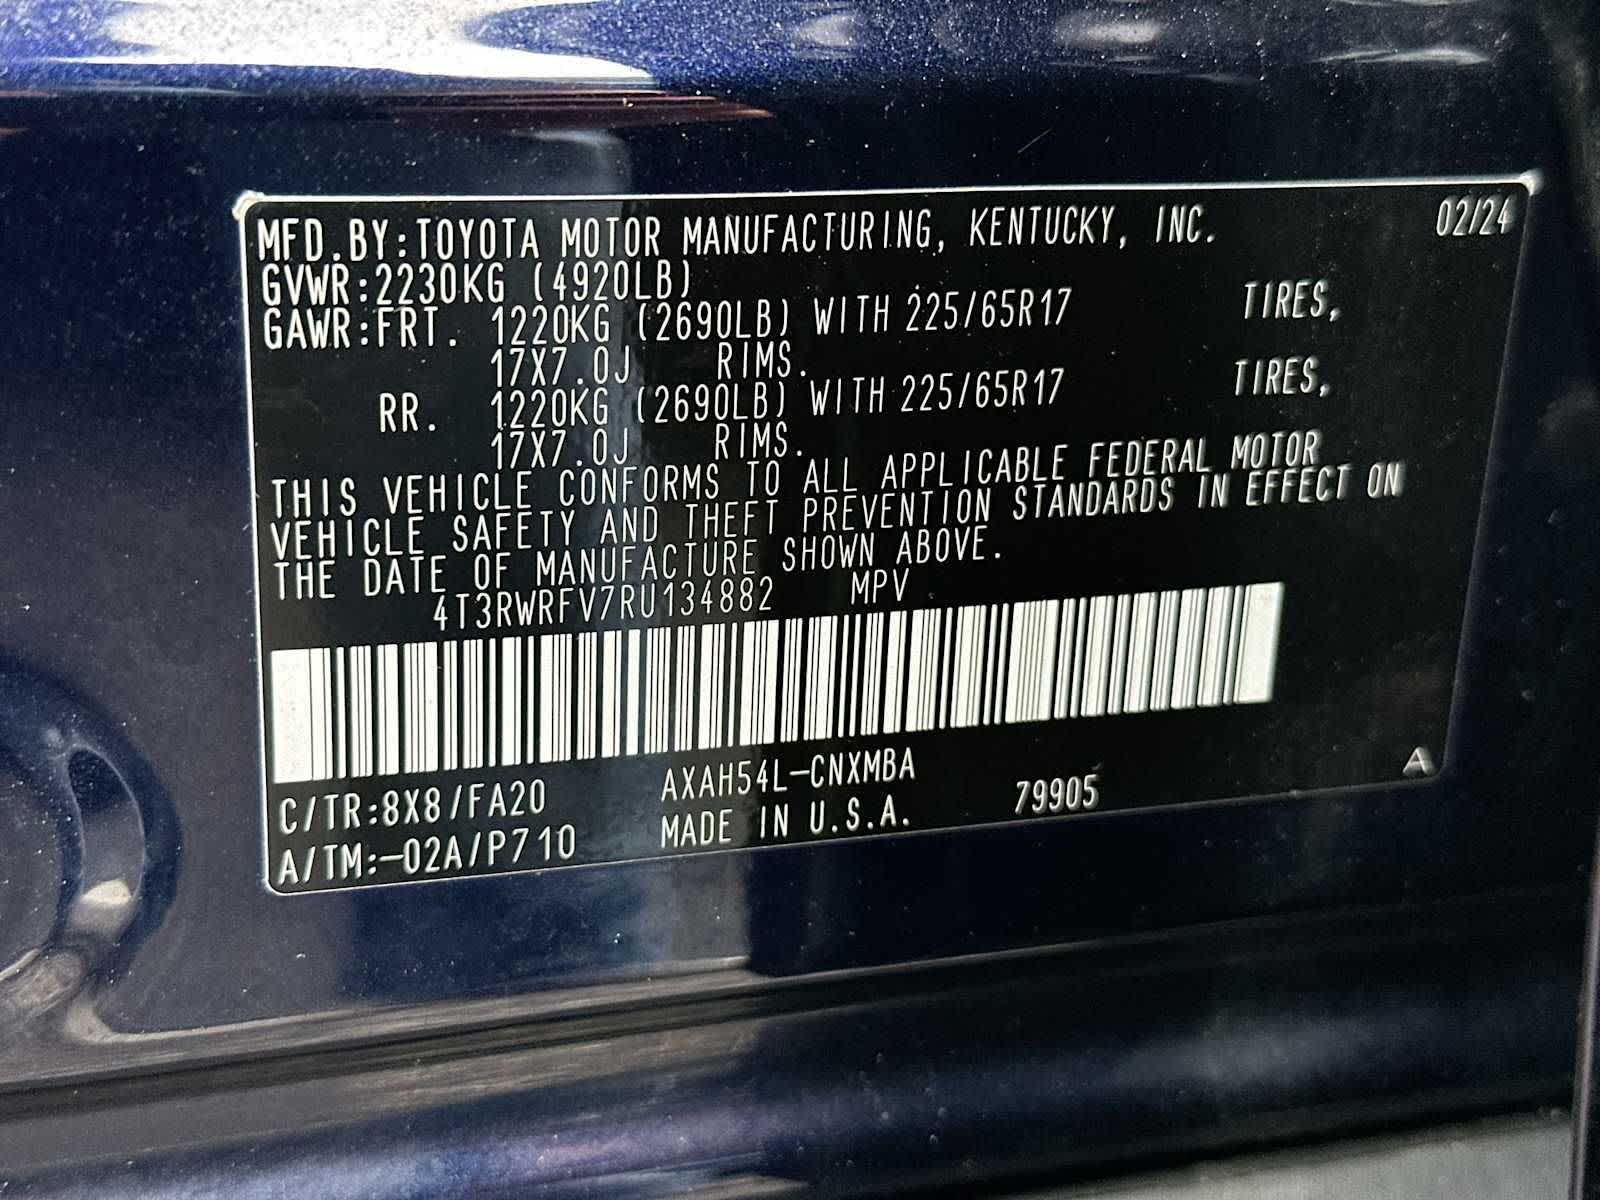 MFD.BY:TOYOTA MOTOR MANUFACTURING, KENTUCKY, INC. 02/24
GVWR:2230KG (4920LB)
GAWR:FRT. 1220KG (2690LB) WITH 225/65R17 TIRES,
17X7.0J RIMS.
RR. 1220KG (2690LB) WITH 225/65R17 TIRES,
17X7.0J RIMS.
THIS VEHICLE CONFORMS TO ALL APPLICABLE FEDERAL MOTOR
VEHICLE SAFETY AND THEFT PREVENTION STANDARDS IN EFFECT ON
THE DATE OF MANUFACTURE SHOWN ABOVE.
4T3RWRFV7RU134882 MPV
C/TR:8X8/FA20 AXAH54L-CNXMBA A
A/TM:-02A/P710 MADE IN U.S.A. 79905